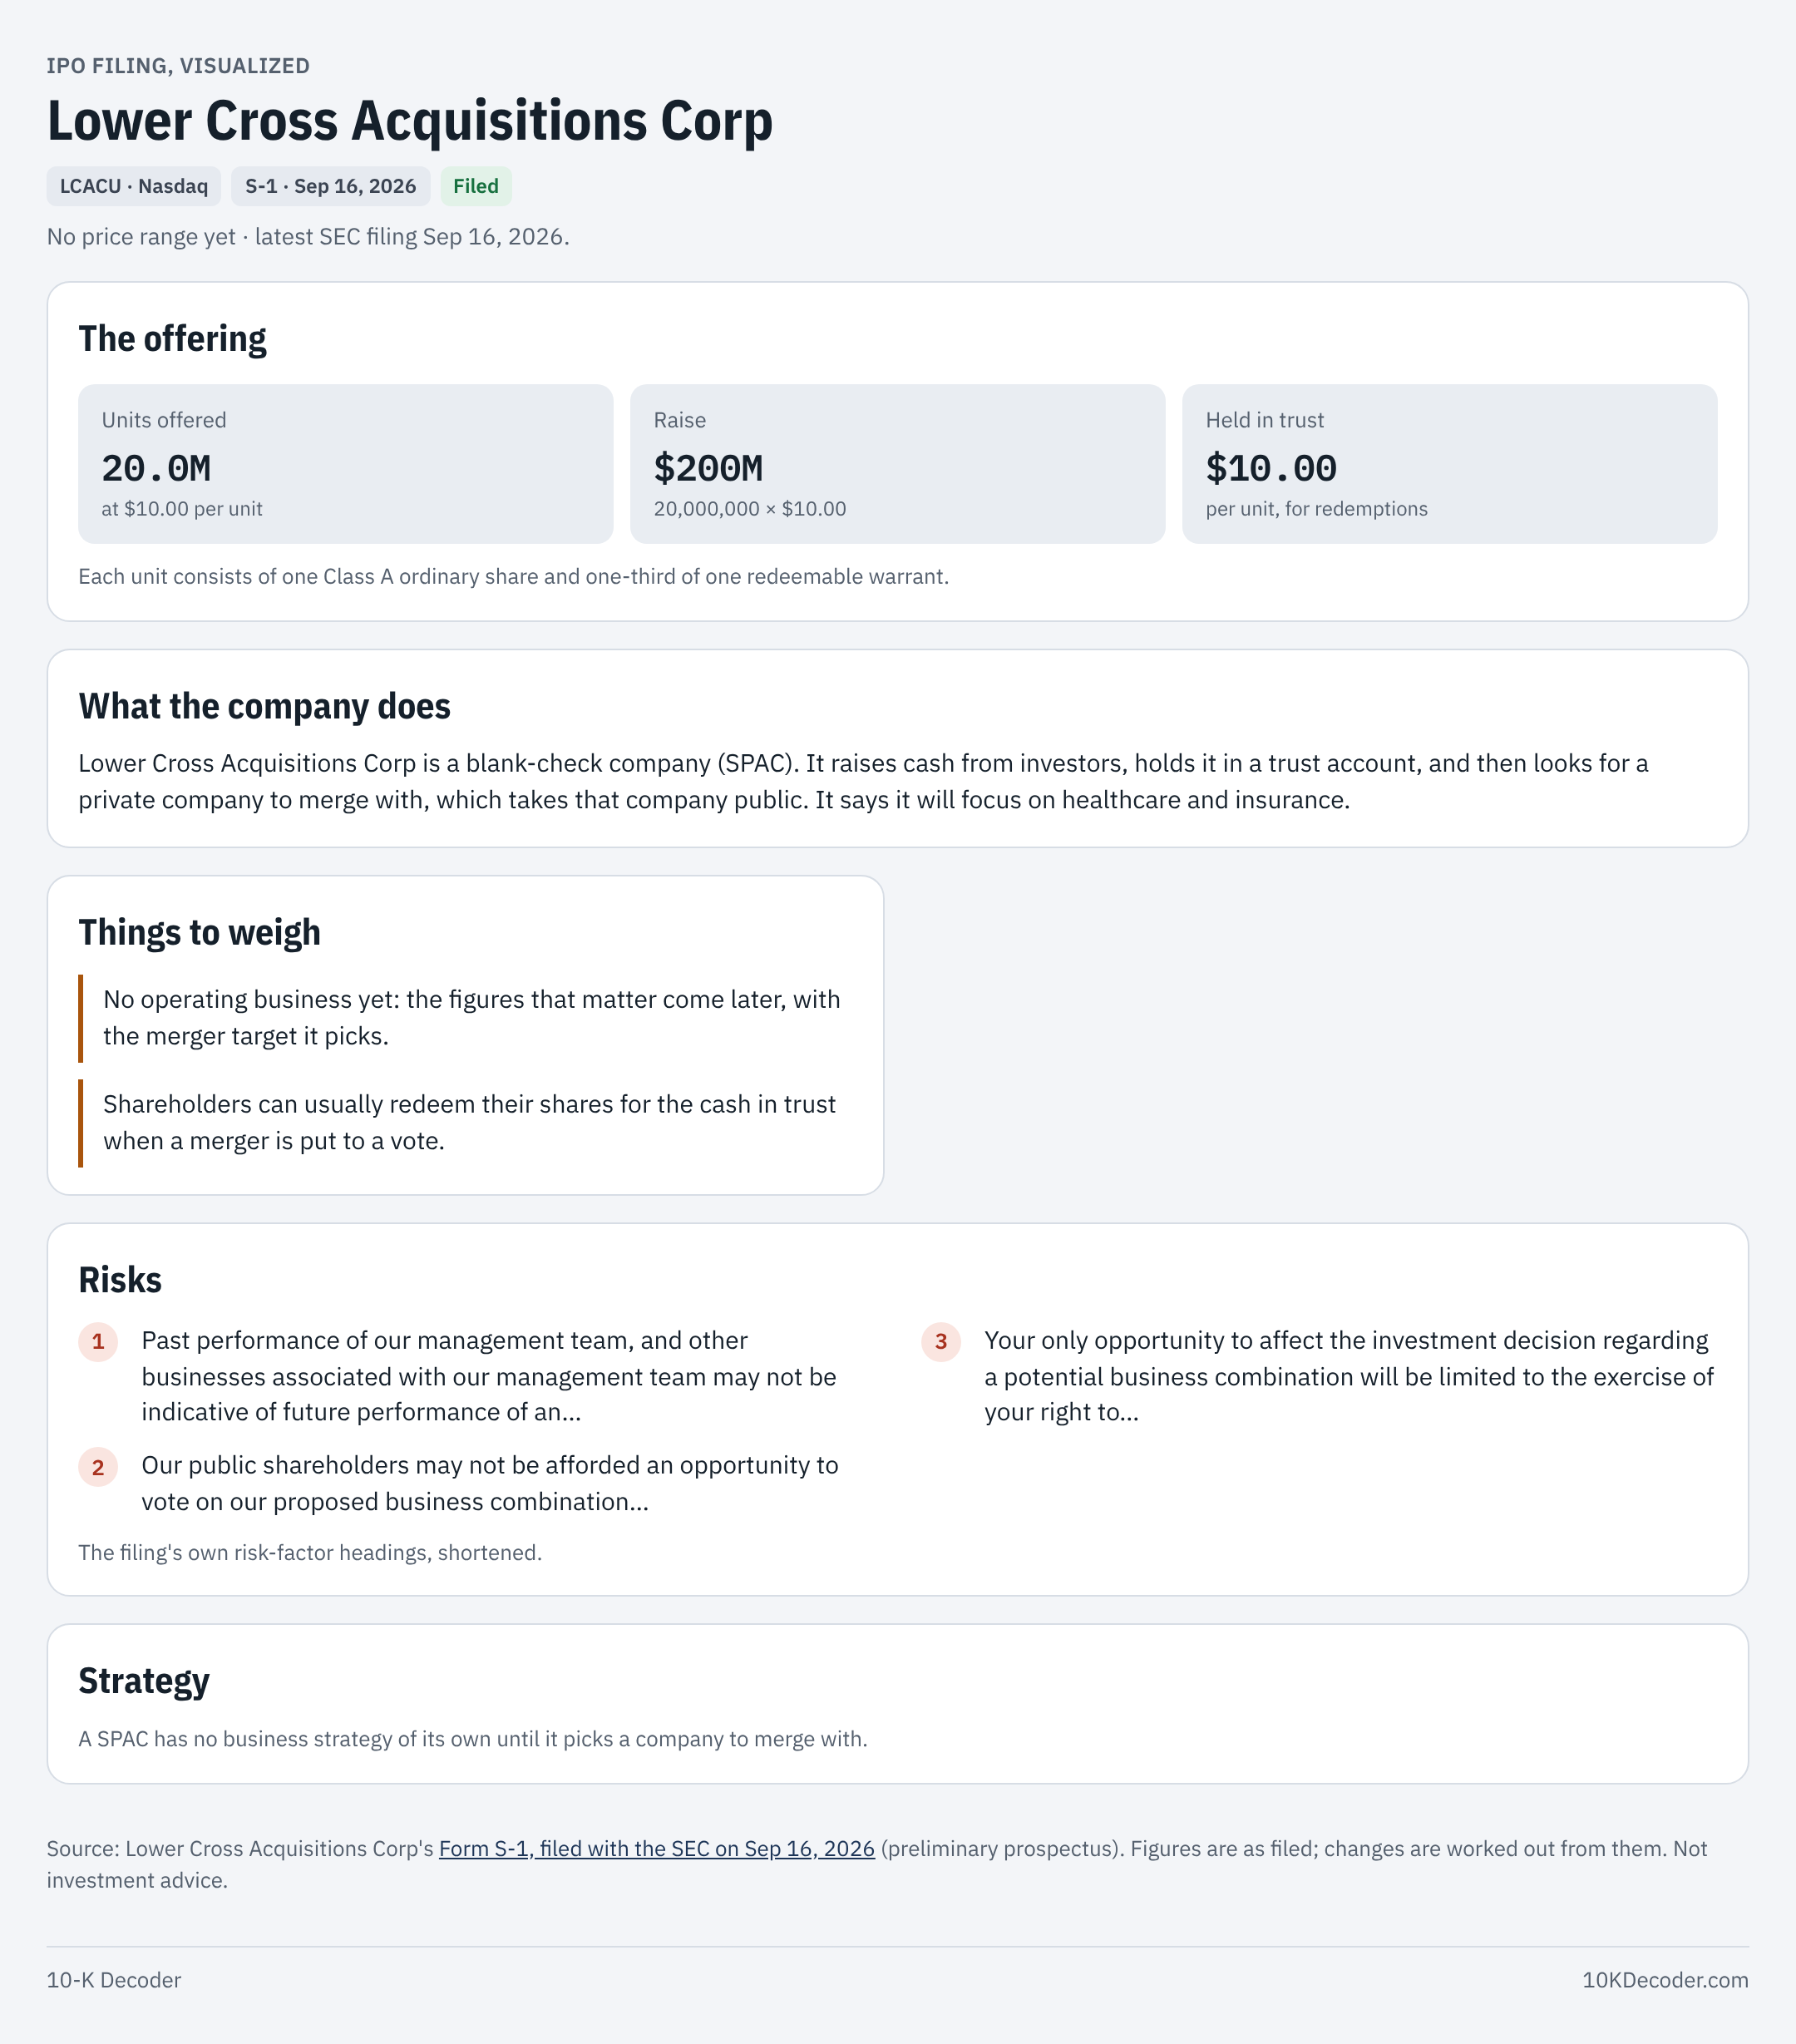 IPO FILING, VISUALIZED
Lower Cross Acquisitions Corp
LCACU · Nasdaq
S-1 · Sep 16, 2026
Filed
No price range yet · latest SEC filing Sep 16, 2026.
The offering
Units offered
20.0M
at $10.00 per unit
Raise
$200M
20,000,000 × $10.00
Held in trust
$10.00
per unit, for redemptions
Each unit consists of one Class A ordinary share and one-third of one redeemable warrant.
What the company does
Lower Cross Acquisitions Corp is a blank-check company (SPAC). It raises cash from investors, holds it in a trust account, and then looks for a
private company to merge with, which takes that company public. It says it will focus on healthcare and insurance.
Things to weigh
No operating business yet: the figures that matter come later, with
the merger target it picks.
Shareholders can usually redeem their shares for the cash in trust
when a merger is put to a vote.
Risks
1 Past performance of our management team, and other
businesses associated with our management team may not be
indicative of future performance of an...
2 Our public shareholders may not be afforded an opportunity to
vote on our proposed business combination...
3 Your only opportunity to affect the investment decision regarding
a potential business combination will be limited to the exercise of
your right to...
The filing's own risk-factor headings, shortened.
Strategy
A SPAC has no business strategy of its own until it picks a company to merge with.
Source: Lower Cross Acquisitions Corp's Form S-1, filed with the SEC on Sep 16, 2026 (preliminary prospectus). Figures are as filed; changes are worked out from them. Not
investment advice.
10-K Decoder
10KDecoder.com